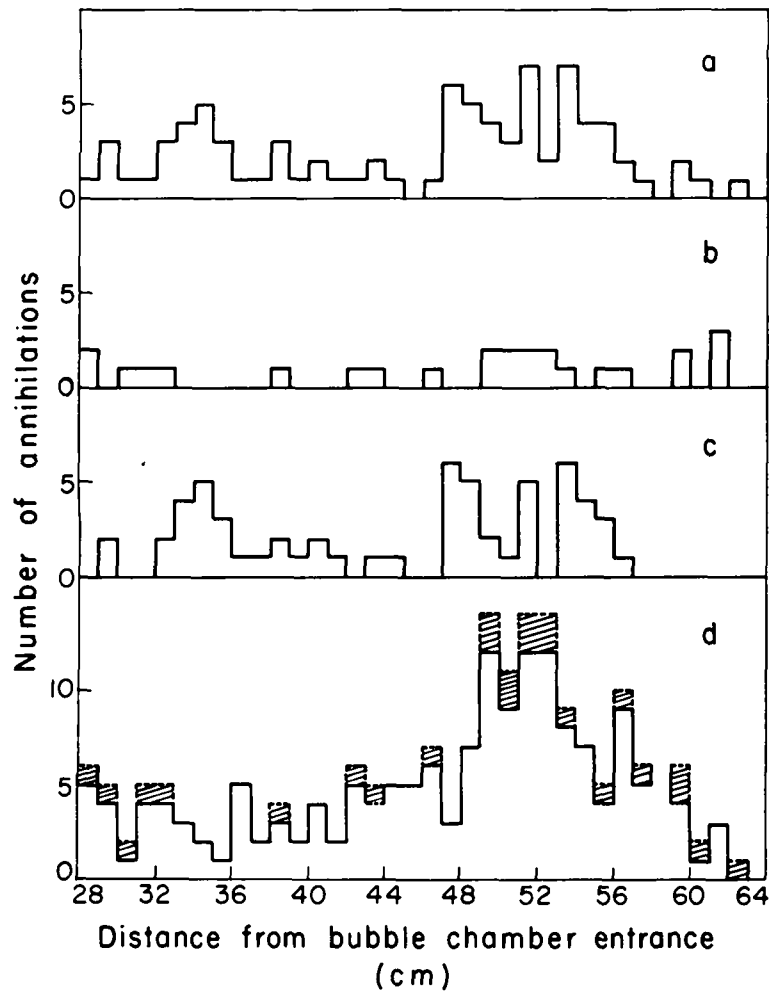 a
5
0
b
5
0
c
5
0
d
10
5
0
28 32 36 40 44 48 52 56 60 64
Number of annihilations
Distance from bubble chamber entrance
(cm)